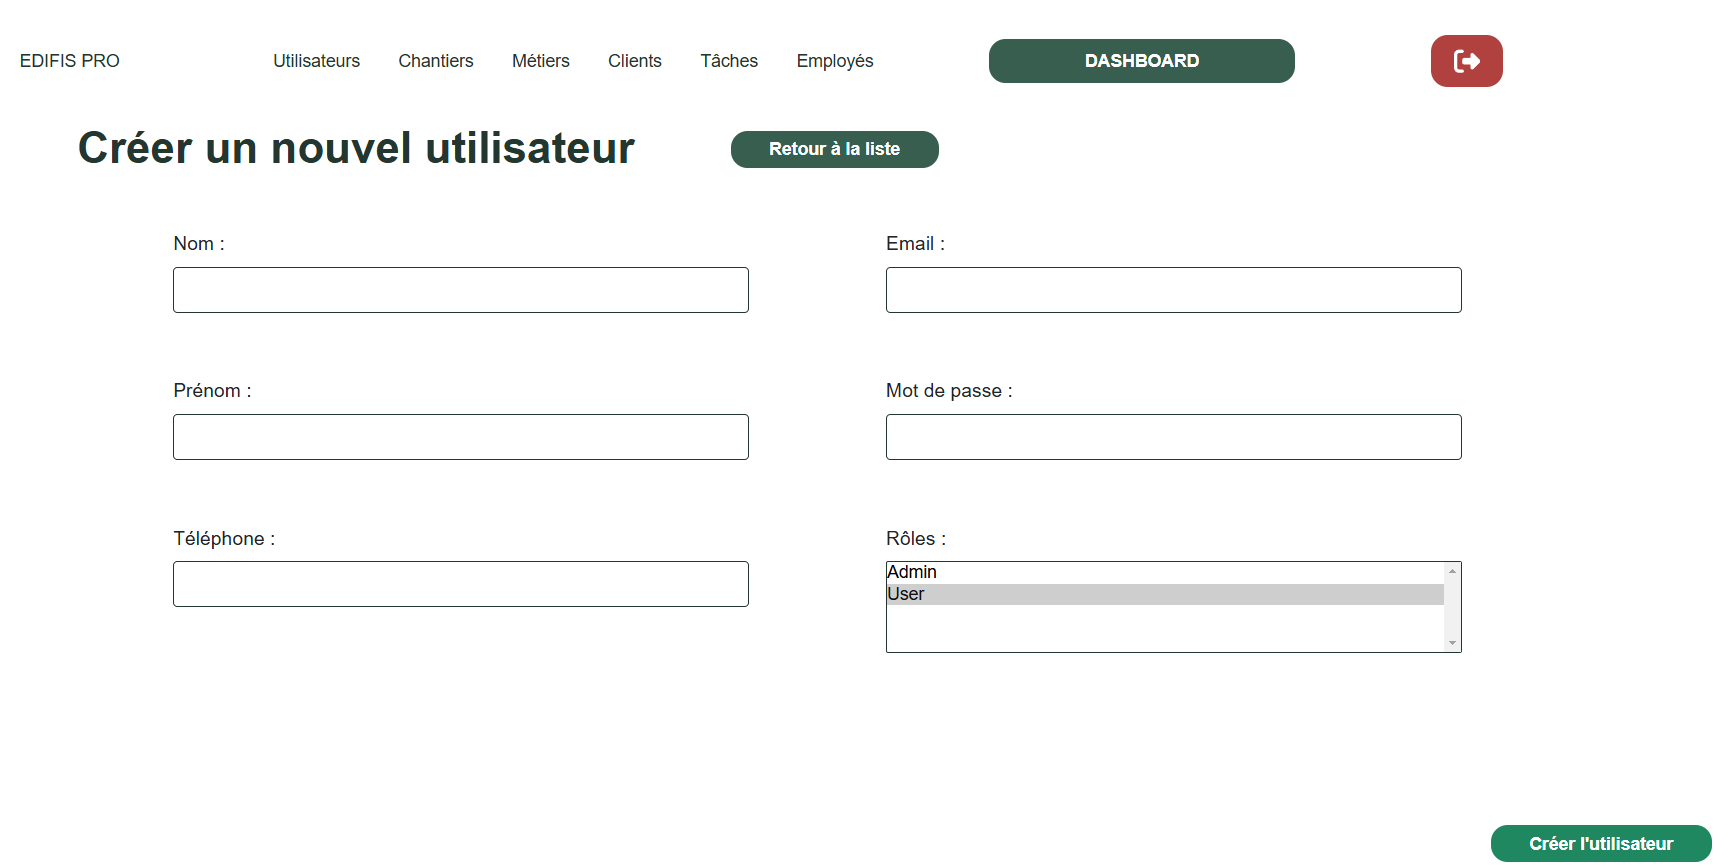 EDIFIS PRO Utilisateurs Chantiers Métiers Clients Tâches Employés DASHBOARD
Créer un nouvel utilisateur Retour à la liste
Nom : Email :
Prénom : Mot de passe :
Téléphone : Rôles :
Admin
User
Créer l'utilisateur